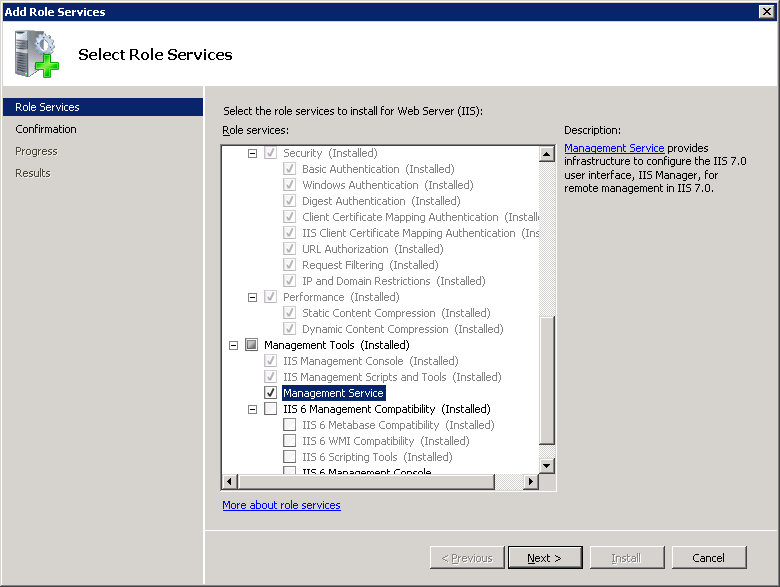 Add Role Services
Select Role Services
Role Services
Confirmation
Progress
Results
Select the role services to install for Web Server (IIS):
Role services:
Security (Installed)
Basic Authentication (Installed)
Windows Authentication (Installed)
Digest Authentication (Installed)
Client Certificate Mapping Authentication (Install
IIS Client Certificate Mapping Authentication (Ins
URL Authorization (Installed)
Request Filtering (Installed)
IP and Domain Restrictions (Installed)
Performance (Installed)
Static Content Compression (Installed)
Dynamic Content Compression (Installed)
Management Tools (Installed)
IIS Management Console (Installed)
IIS Management Scripts and Tools (Installed)
Management Service
IIS 6 Management Compatibility (Installed)
IIS 6 Metabase Compatibility (Installed)
IIS 6 WMI Compatibility (Installed)
IIS 6 Scripting Tools (Installed)
IIS 6 Management Console
More about role services
Description:
Management Service provides
infrastructure to configure the IIS 7.0
user interface, IIS Manager, for
remote management in IIS 7.0.
< Previous
Next >
Install
Cancel